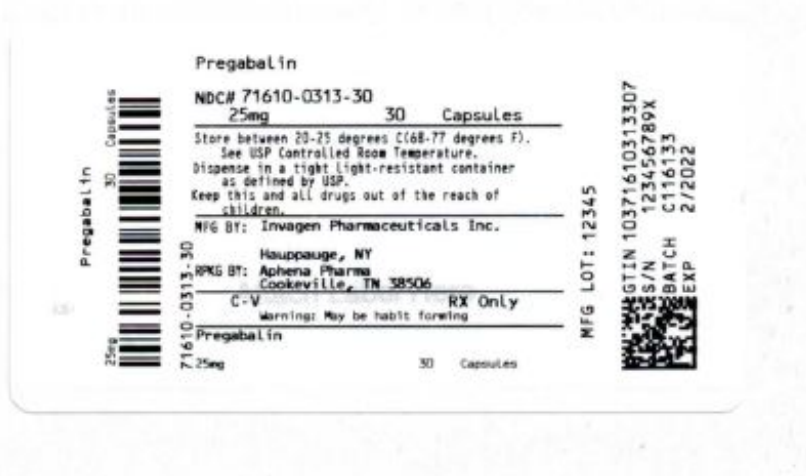 Pregabalin
NDC# 71610-0313-30
25mg 30 Capsules
Store between 20-25 degrees C(68-77 degrees F).
See USP Controlled Room Temperature.
Dispense in a tight light-resistant container
as defined by USP.
Keep this and all drugs out of the reach of
children.
MFG BY: Invagen Pharmaceuticals Inc.
Hauppauge, NY
RPKG BY: Aphena Pharma
Cookeville, TN 38506
C-V RX Only
Warning: May be habit forming
Pregabalin
25mg 30 Capsules
Pregabalin
25mg 30 Capsules
71610-0313-30
MFG LOT: 12345
GTIN 10371610313307
S/N 123456789X
BATCH C116133
EXP 2/2022